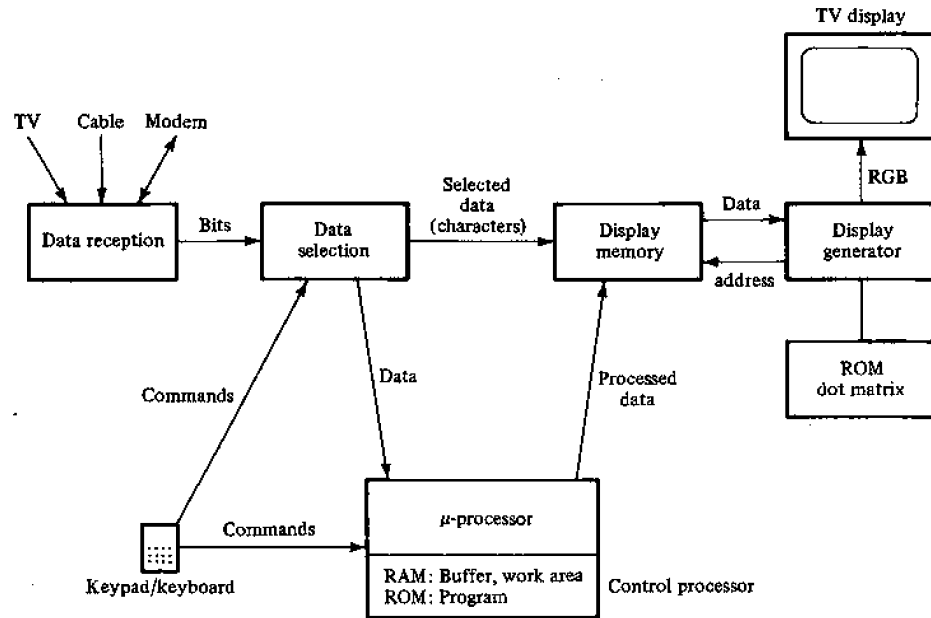 TV display
TV
Cable
Modem
RGB
Data reception
Bits
Data
selection
Selected
data
(characters)
Display
memory
Data
address
Display
generator
ROM
dot matrix
Commands
Data
Processed
data
Keypad/keyboard
Commands
μ-processor
RAM: Buffer, work area
ROM: Program
Control processor